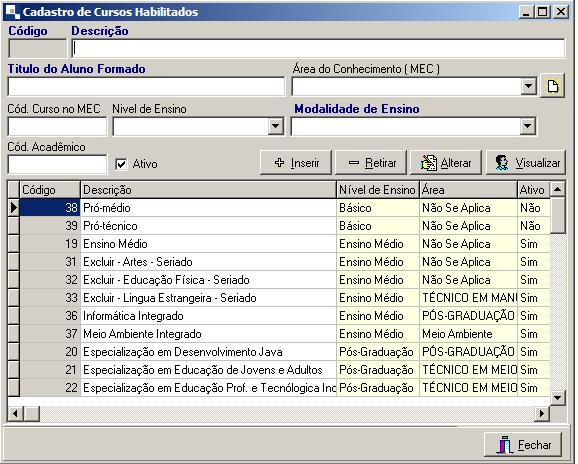 Cadastro de Cursos Habilitados
Código Descrição
Titulo do Aluno Formado Área do Conhecimento ( MEC )
Cód. Curso no MEC Nivel de Ensino Modalidade de Ensino
Cód. Acadêmico
Ativo Inserir Retirar Alterar Visualizar
Código Descrição Nível de Ensino Área Ativo
38 Pró-médio Básico Não Se Aplica Não
39 Pró-técnico Básico Não Se Aplica Não
19 Ensino Médio Ensino Médio Não Se Aplica Sim
31 Excluir - Artes - Seriado Ensino Médio Não Se Aplica Sim
32 Excluir - Educação Física - Seriado Ensino Médio Não Se Aplica Sim
33 Excluir - Lingua Estrangeira - Seriado Ensino Médio TÉCNICO EM MANU Sim
36 Informática Integrado Ensino Médio PÓS-GRADUAÇÃO Sim
37 Meio Ambiente Integrado Ensino Médio Meio Ambiente Sim
20 Especialização em Desenvolvimento Java Pós-Graduação PÓS-GRADUAÇÃO Sim
21 Especialização em Educação de Jovens e Adultos Pós-Graduação TÉCNICO EM MEIO Sim
22 Especialização em Educação Prof. e Tecnólogica Inc Pós-Graduação TÉCNICO EM MEIO Sim
Fechar